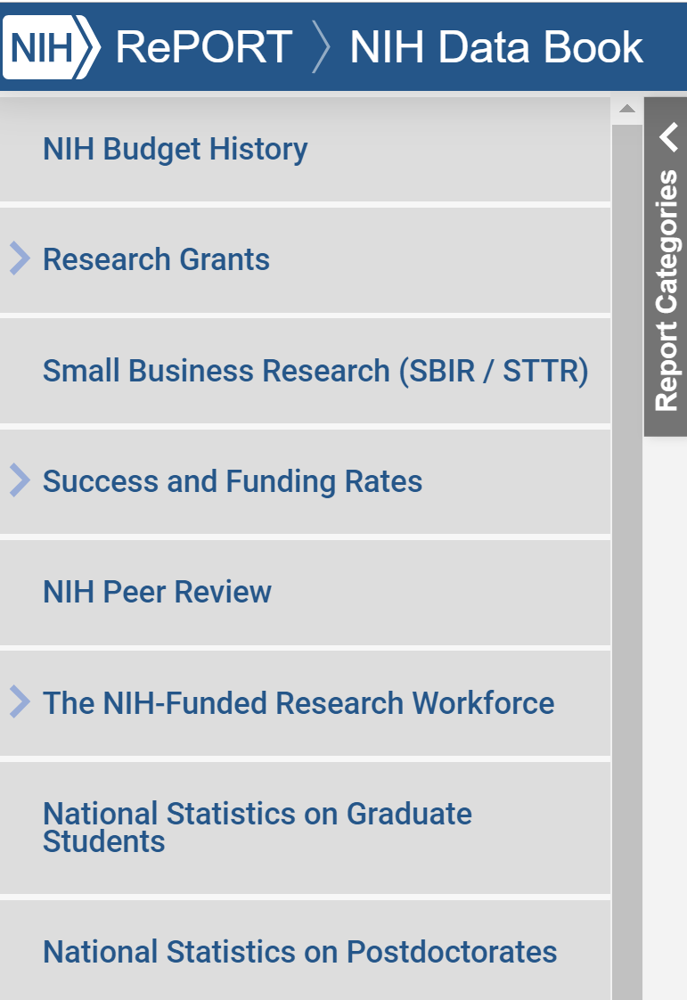 NIH RePORT NIH Data Book
NIH Budget History
Research Grants
Small Business Research (SBIR / STTR)
Success and Funding Rates
NIH Peer Review
The NIH-Funded Research Workforce
National Statistics on Graduate
Students
National Statistics on Postdoctorates
Report Categories